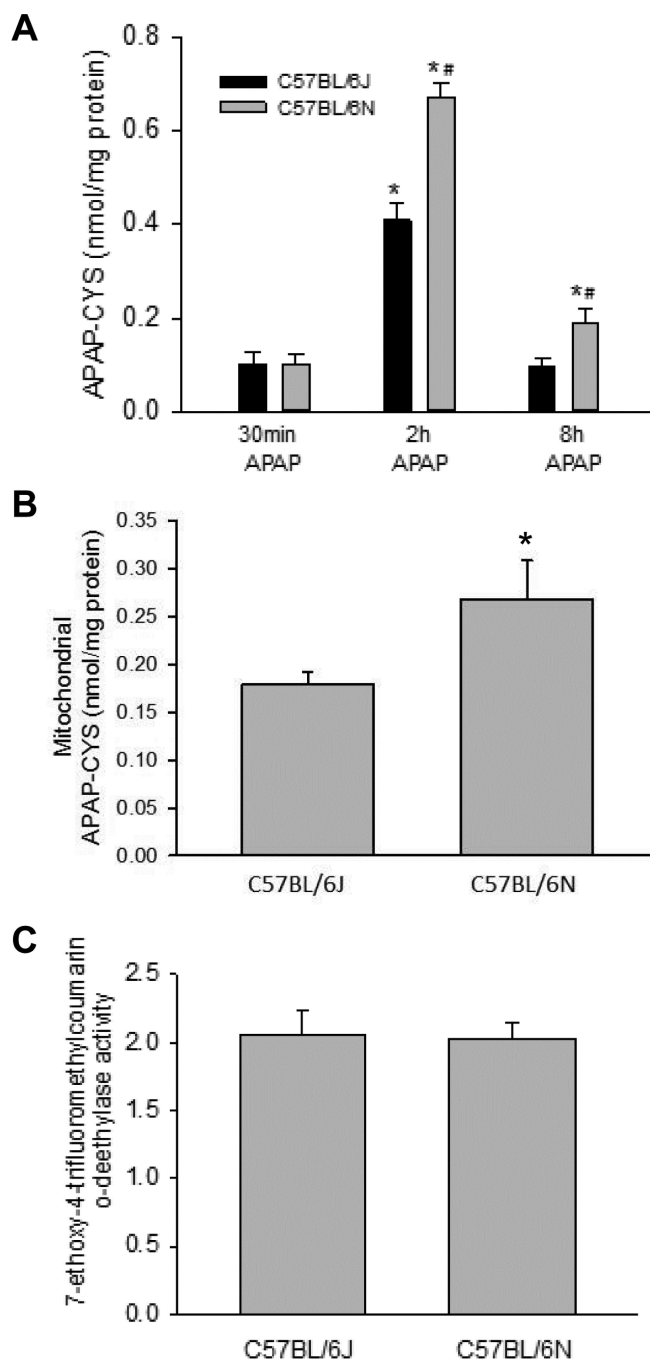 A
APAP-CYS (nmol/mg protein)
0.8
0.6
0.4
0.2
0.0
C57BL/6J
C57BL/6N
*
*#
*#
30min
APAP
2h
APAP
8h
APAP
B
Mitochondrial
APAP-CYS (nmol/mg protein)
0.35
0.30
0.25
0.20
0.15
0.10
0.05
0.00
*
C57BL/6J
C57BL/6N
C
7-ethoxy-4-trifluromethylcoumarin
o-deethylase activity
2.5
2.0
1.5
1.0
0.5
0.0
C57BL/6J
C57BL/6N